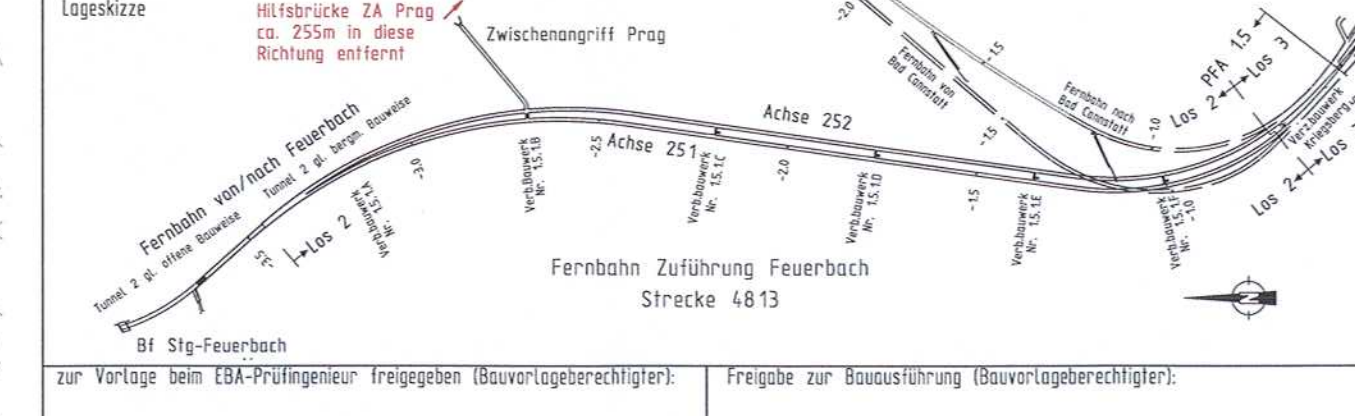 Lageskizze
Hilfsbrücke ZA Prag
ca. 255m in diese
Richtung entfernt
Zwischenangriff Prag
-2.0
Fernbahn von
Bad Cannstatt
-1.5
PFA 1.5
Los 2
Los 3
Fernbahn nach
Bad Cannstatt
-1.0
-1.5
Achse 252
Achse 251
Fernbahn von/nach Feuerbach
Tunnel 2 gl. bergm. Bauweise
Tunnel 2 gl. offene Bauweise
-3.5
Los 2
Verb.bauwerk
Nr. 1.5.1.A
-3.0
Verb.Bauwerk
Nr. 1.5.1.B
-2.5
Verb.bauwerk
Nr. 1.5.1.C
-2.0
Verb.bauwerk
Nr. 1.5.1.D
-1.5
Verb.bauwerk
Nr. 1.5.1.E
Verb.bauwerk
Nr. 1.5.1.F
-1.0
Verz.bauwerk
Kriegsberg
Los 2
Los
Fernbahn Zuführung Feuerbach
Strecke 4813
N
Bf Stg-Feuerbach
zur Vorlage beim EBA-Prüfingenieur freigegeben (Bauvorlageberechtigter):
Freigabe zur Bauausführung (Bauvorlageberechtigter):